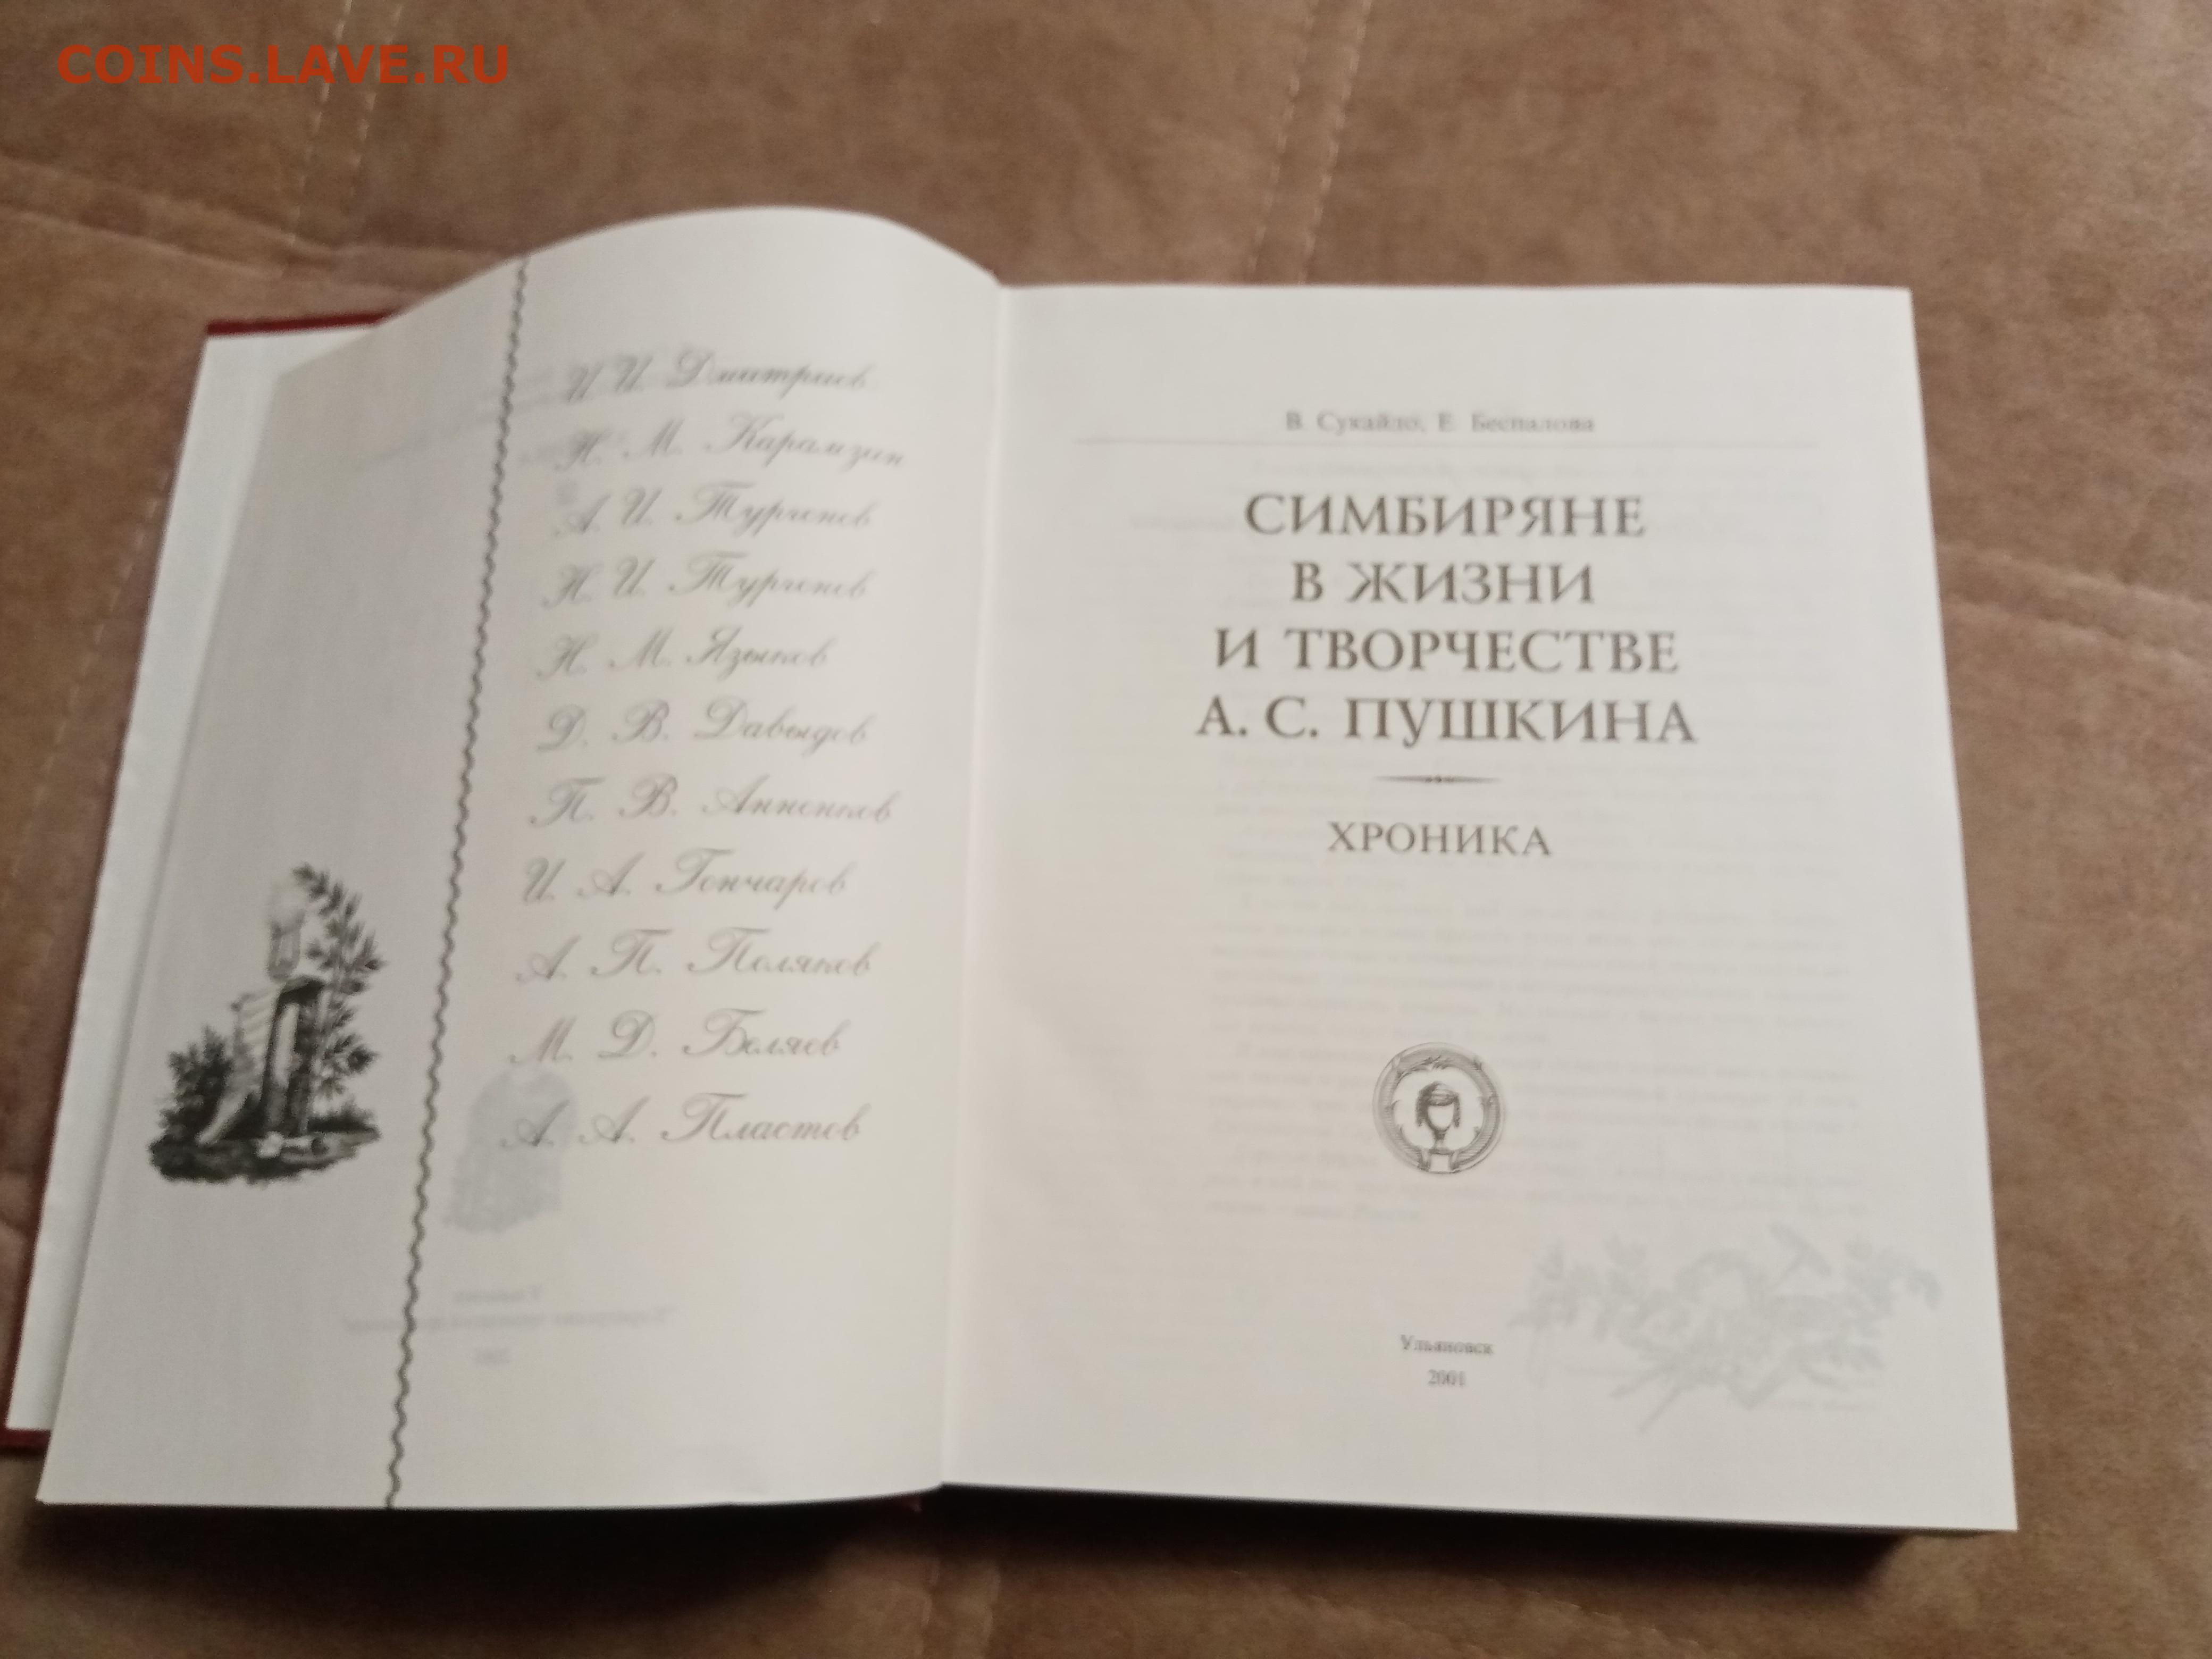 COINS.LAVE.RU
И. И. Дмитриев
Н. М. Карамзин
А. И. Тургенев
Н. И. Тургенев
Н. М. Языков
Д. В. Давыдов
П. В. Анненков
И. А. Гончаров
А. П. Поляков
М. Д. Беляев
А. А. Пластов
В. Сукайло, Е. Беспалова
СИМБИРЯНЕ
В ЖИЗНИ
И ТВОРЧЕСТВЕ
А. С. ПУШКИНА
ХРОНИКА
Ульяновск
2001